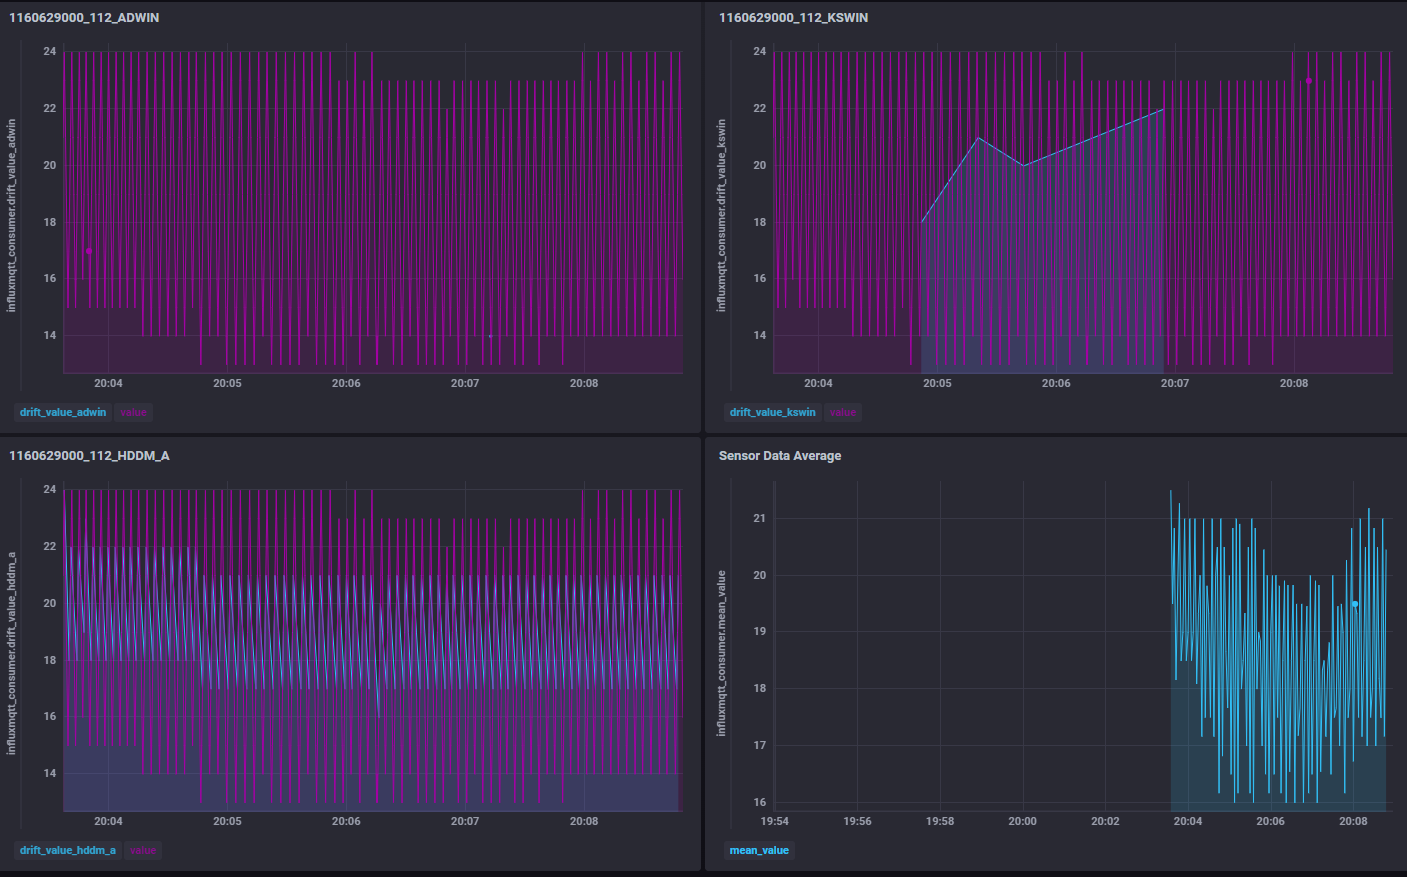 1160629000_112_ADWIN
influxmqtt_consumer.drift_value_adwin
24
22
20
18
16
14
20:04 20:05 20:06 20:07 20:08
drift_value_adwin value
1160629000_112_KSWIN
influxmqtt_consumer.drift_value_kswin
24
22
20
18
16
14
20:04 20:05 20:06 20:07 20:08
drift_value_kswin value
1160629000_112_HDDM_A
influxmqtt_consumer.drift_value_hddm_a
24
22
20
18
16
14
20:04 20:05 20:06 20:07 20:08
drift_value_hddm_a value
Sensor Data Average
influxmqtt_consumer.mean_value
21
20
19
18
17
16
19:54 19:56 19:58 20:00 20:02 20:04 20:06 20:08
mean_value